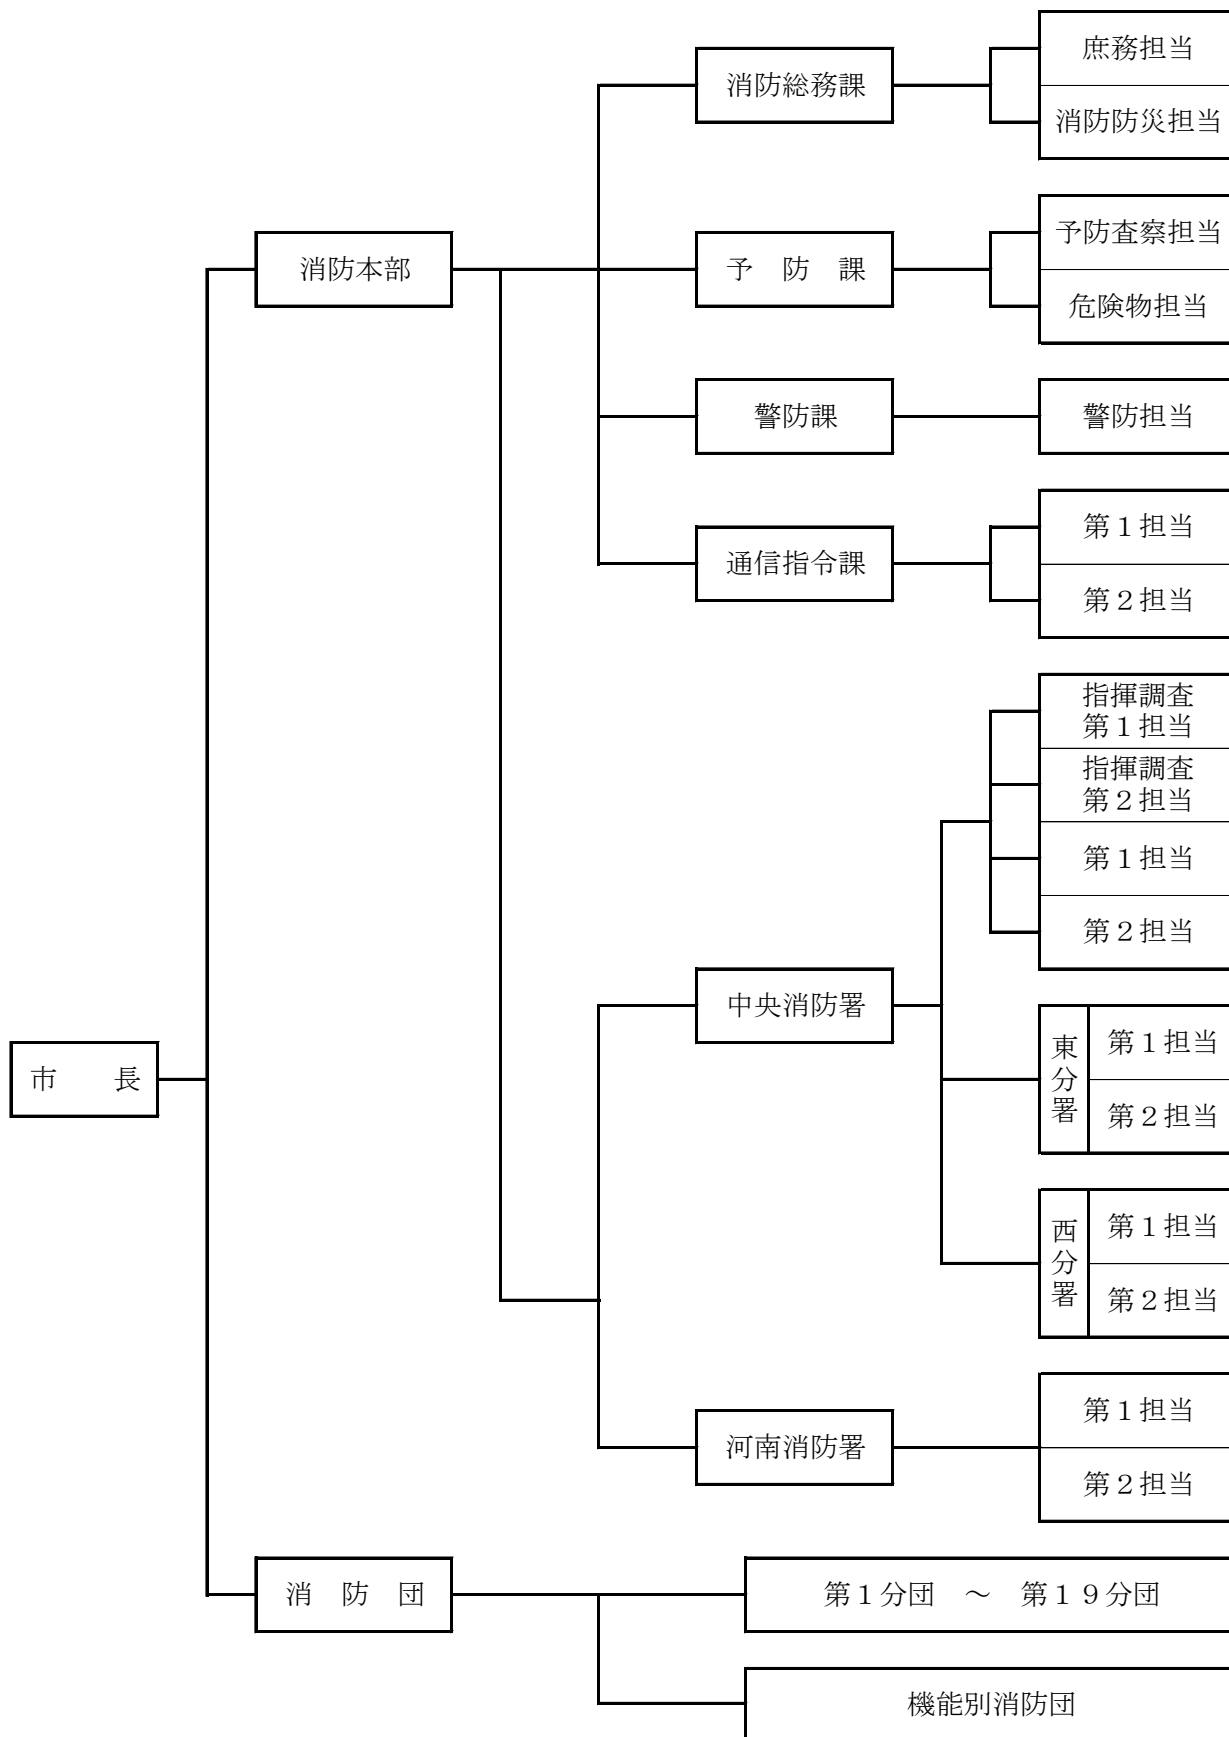 庶務担当
消防総務課
消防防災担当
予防査察担当
消防本部
予　防　課
危険物担当
警防課
警防担当
第１担当
通信指令課
第２担当
指揮調査
第１担当
指揮調査
第２担当
第１担当
第２担当
中央消防署
市　　長
東分署
第１担当
第２担当
西分署
第１担当
第２担当
第１担当
河南消防署
第２担当
消　防　団
第１分団　～　第１９分団
機能別消防団